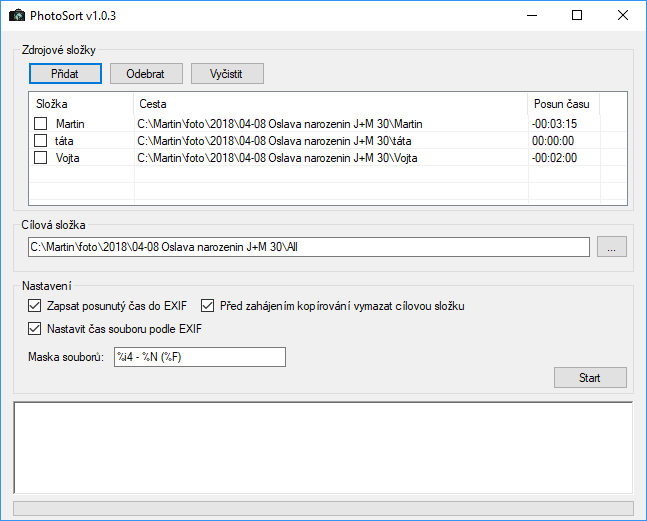 PhotoSort v1.0.3
Zdrojové složky
Přidat Odebrat Vyčistit
Složka Cesta Posun času
Martin C:\Martin\foto\2018\04-08 Oslava narozenin J+M 30\Martin -00:03:15
táta C:\Martin\foto\2018\04-08 Oslava narozenin J+M 30\táta 00:00:00
Vojta C:\Martin\foto\2018\04-08 Oslava narozenin J+M 30\Vojta -00:02:00
Cílová složka
C:\Martin\foto\2018\04-08 Oslava narozenin J+M 30\All ...
Nastavení
Zapsat posunutý čas do EXIF Před zahájením kopírování vymazat cílovou složku
Nastavit čas souboru podle EXIF
Maska souborů: %i4 - %N (%F)
Start